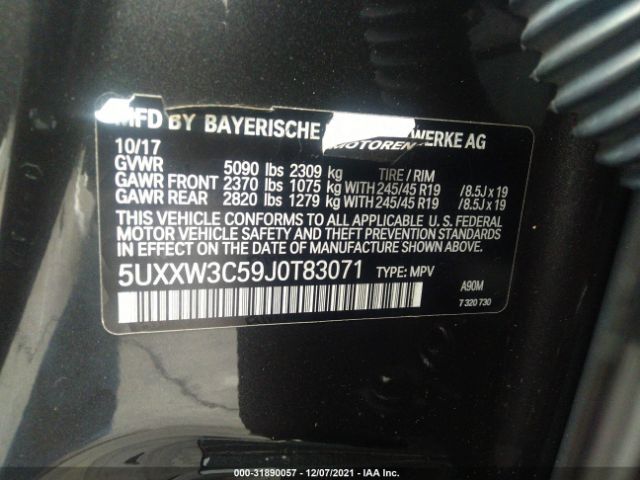 MFD BY BAYERISCHE MOTOREN WERKE AG
10/17
GVWR 5090 lbs 2309 kg TIRE / RIM
GAWR FRONT 2370 lbs 1075 kg WITH 245/45 R19 /8.5J x 19
GAWR REAR 2820 lbs 1279 kg WITH 245/45 R19 /8.5J x 19
THIS VEHICLE CONFORMS TO ALL APPLICABLE U. S. FEDERAL
MOTOR VEHICLE SAFETY AND THEFT PREVENTION STANDARDS
IN EFFECT ON THE DATE OF MANUFACTURE SHOWN ABOVE.
5UXXW3C59J0T83071 TYPE: MPV
A90M
7 320 730
000-31890057 - 12/07/2021 - IAA Inc.